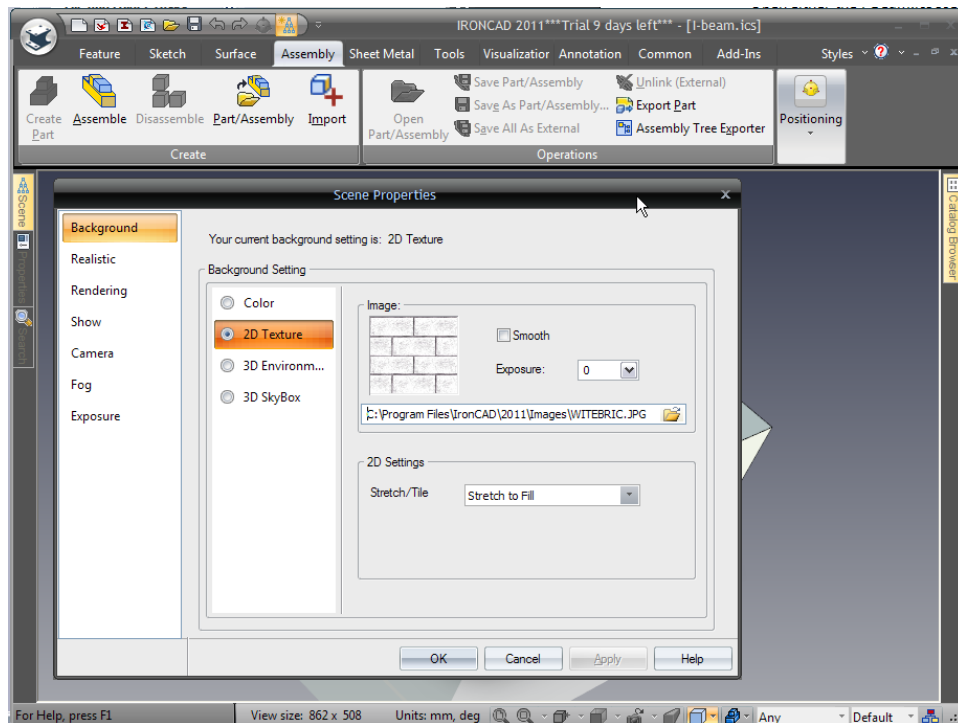 IRONCAD 2011***Trial 9 days left*** - [I-beam.ics]
Feature Sketch Surface Assembly Sheet Metal Tools Visualizatior Annotation Common Add-Ins Styles
Create Part
Assemble
Disassemble
Part/Assembly
Import
Create
Open Part/Assembly
Save Part/Assembly
Save As Part/Assembly...
Save All As External
Unlink (External)
Export Part
Assembly Tree Exporter
Operations
Positioning
Scene
Properties
Search
Catalog Browser
Scene Properties
Background
Realistic
Rendering
Show
Camera
Fog
Exposure
Your current background setting is: 2D Texture
Background Setting
Color
2D Texture
3D Environm...
3D SkyBox
Image:
Smooth
Exposure: 0
C:\Program Files\IronCAD\2011\Images\WITEBRIC.JPG
2D Settings
Stretch/Tile Stretch to Fill
OK Cancel Apply Help
For Help, press F1 View size: 862 x 508 Units: mm, deg Any Default